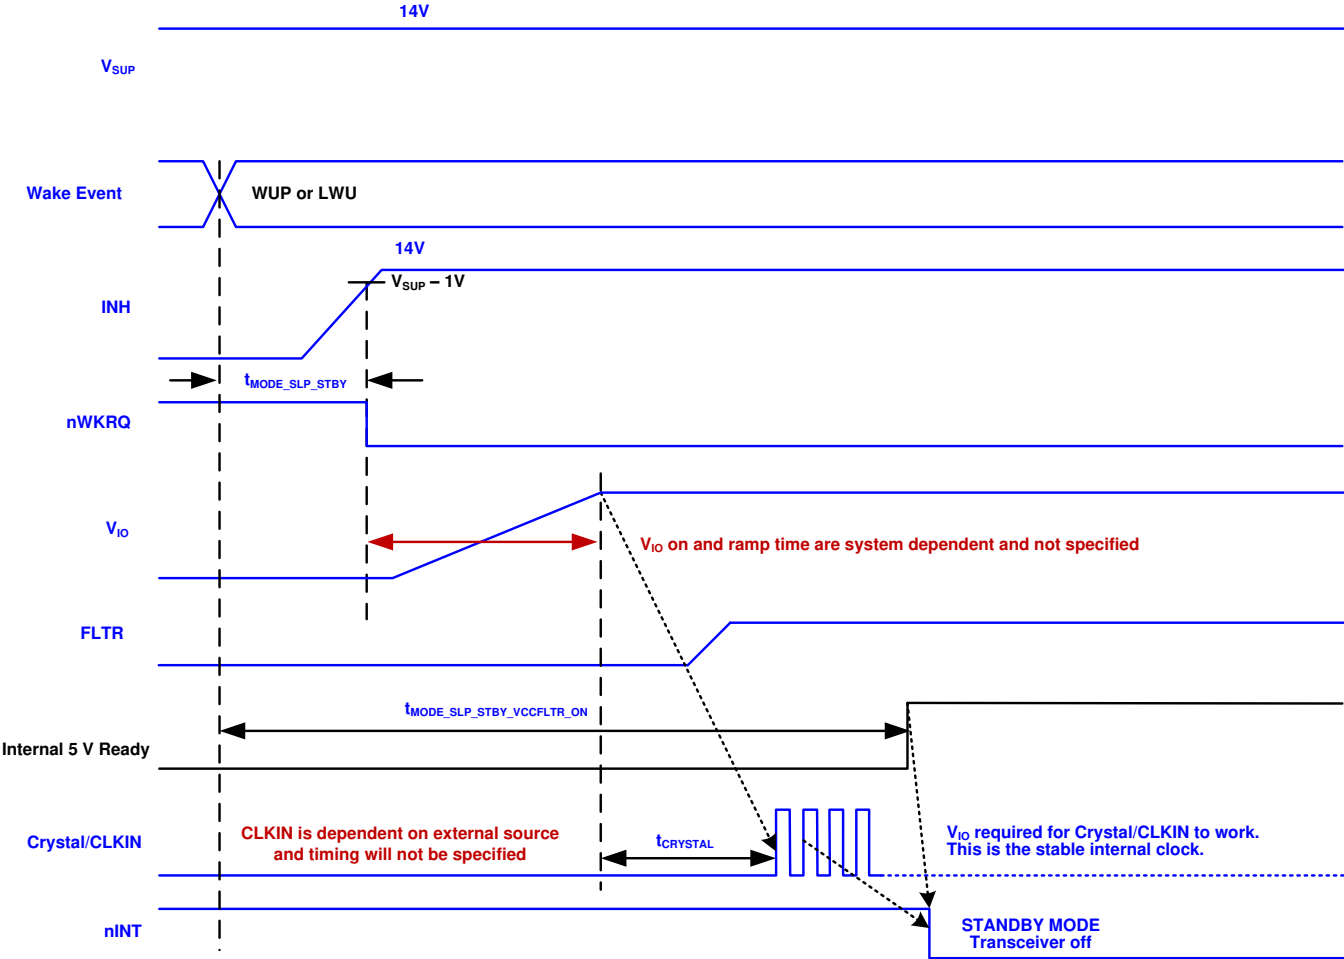 14V
VSUP
Wake Event
WUP or LWU
14V
VSUP – 1V
INH
tMODE_SLP_STBY
nWKRQ
VIO
VIO on and ramp time are system dependent and not specified
FLTR
tMODE_SLP_STBY_VCCFLTR_ON
Internal 5 V Ready
Crystal/CLKIN
CLKIN is dependent on external source
and timing will not be specified
tCRYSTAL
VIO required for Crystal/CLKIN to work.
This is the stable internal clock.
nINT
STANDBY MODE
Transceiver off